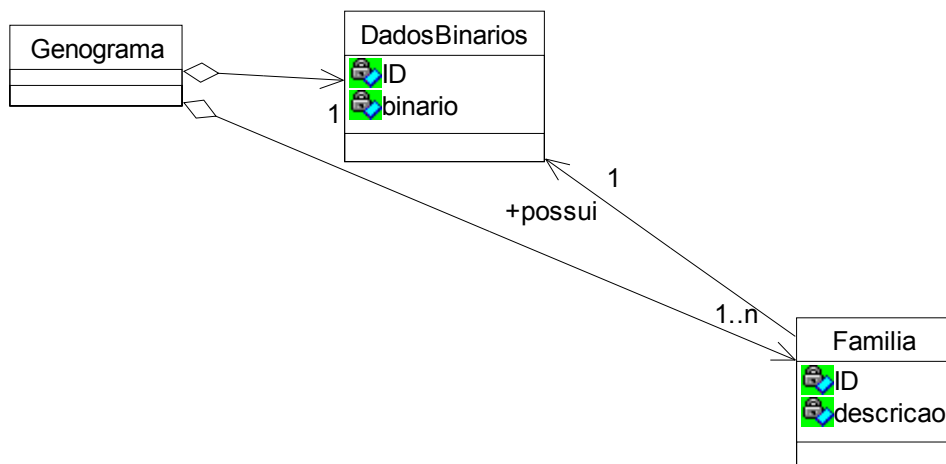 Genograma
DadosBinarios
ID
binario
1
1
+possui
1..n
Familia
ID
descricao